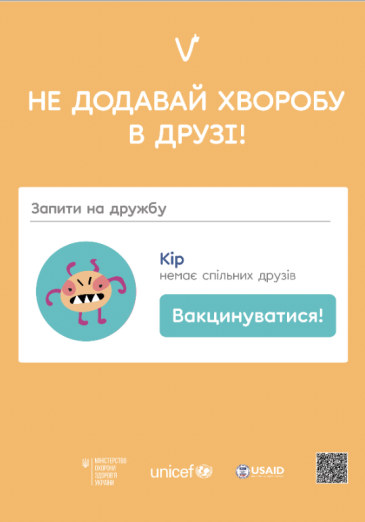 НЕ ДОДАВАЙ ХВОРОБУ
В ДРУЗІ!
Запити на дружбу
Кір
немає спільних друзів
Вакцинуватися!
МІНІСТЕРСТВО
ОХОРОНИ
ЗДОРОВ'Я
УКРАЇНИ
unicef
USAID